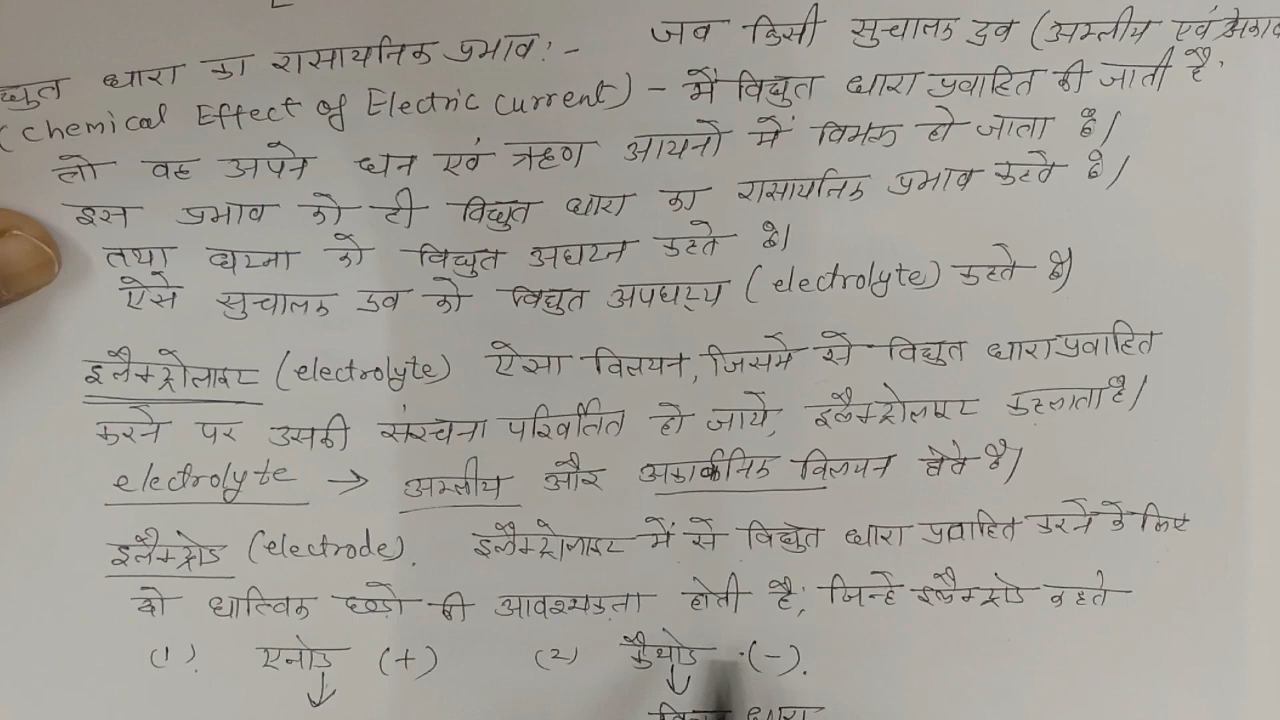 द्युत धारा का रासायनिक प्रभाव:- जब किसी सुचालक द्रव (अम्लीय एवं
(Chemical Effect of Electric Current) - में विद्युत धारा प्रवाहित की जाती है,
तो वह अपने धन एवं ऋण आयनो में विभक्त हो जाता है।
इस प्रभाव को ही विद्युत धारा का रासायनिक प्रभाव कहते है।
तथा घटना को विद्युत अघटन कहते है।
ऐसे सुचालक द्रव को विद्युत अपघट्य (electrolyte) कहते है।
इलैक्ट्रोलाइट (electrolyte) ऐसा विलयन, जिसमे से विद्युत धारा प्रवाहित
करने पर उसकी संरचना परिवर्तित हो जाये, इलैक्ट्रोलाइट कहलाता है।
electrolyte → अम्लीय और अकार्बनिक विलयन होते है।
इलैक्ट्रोड (electrode). इलैक्ट्रोलाइट में से विद्युत धारा प्रवाहित करने के लिए
दो धात्विक छड़ो की आवश्यकता होती है, जिन्हे इलैक्ट्रोड कहते
(1). एनोड (+) (2) कैथोड (-).
धारा